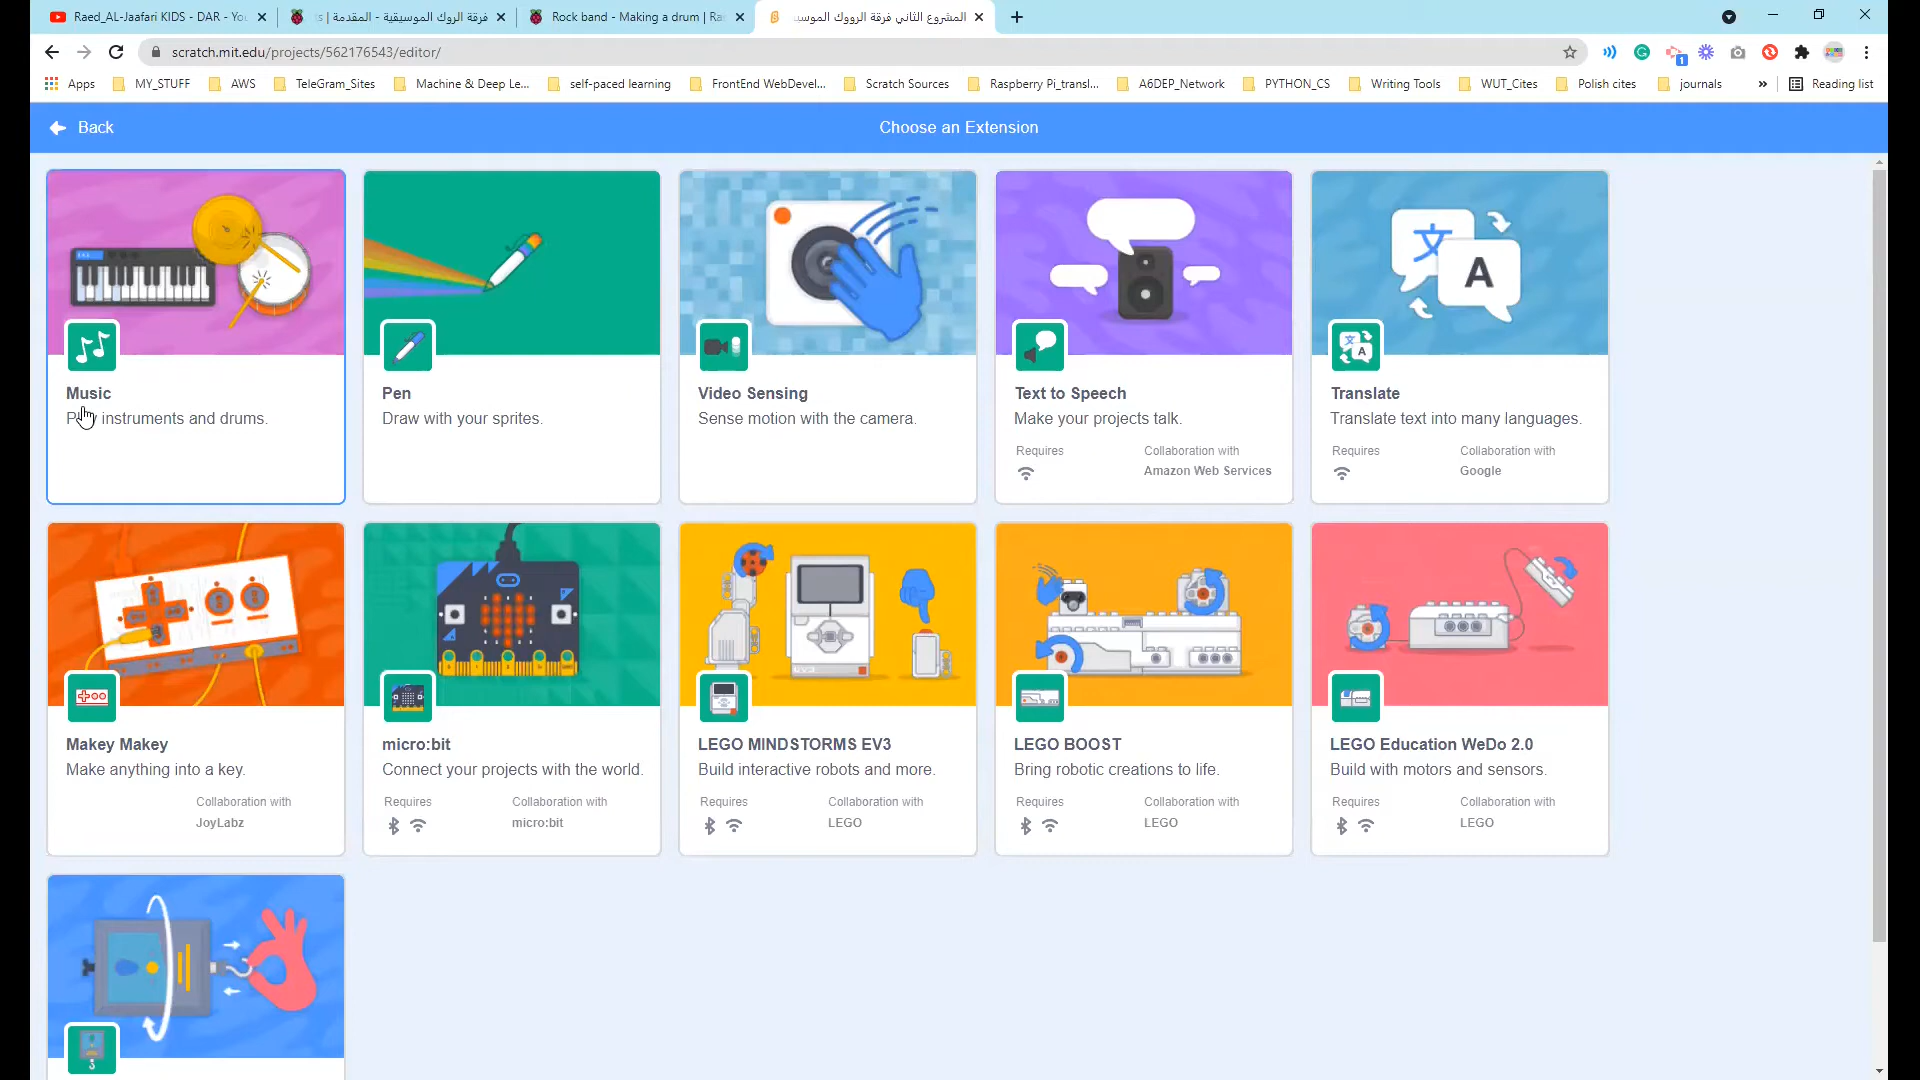 Raed_AL-Jaafari KIDS - DAR - You
فرقة الروك الموسيقية - المقدمة |
Rock band - Making a drum | Ras
المشروع الثاني فرقة الرووك الموسيق
scratch.mit.edu/projects/562176543/editor/
1
Apps
MY_STUFF
AWS
TeleGram_Sites
Machine & Deep Le...
self-paced learning
FrontEnd WebDevel...
Scratch Sources
Raspberry Pi_transl...
A6DEP_Network
PYTHON_CS
Writing Tools
WUT_Cites
Polish cites
journals
»
Reading list
Back
Choose an Extension
Music
instruments and drums.
Pen
Draw with your sprites.
Video Sensing
Sense motion with the camera.
Text to Speech
Make your projects talk.
Requires
Collaboration with
Amazon Web Services
文
A
文
A
Translate
Translate text into many languages.
Requires
Collaboration with
Google
Makey Makey
Make anything into a key.
Collaboration with
JoyLabz
micro:bit
Connect your projects with the world.
Requires
Collaboration with
micro:bit
LEGO MINDSTORMS EV3
Build interactive robots and more.
Requires
Collaboration with
LEGO
LEGO BOOST
Bring robotic creations to life.
Requires
Collaboration with
LEGO
LEGO Education WeDo 2.0
Build with motors and sensors.
Requires
Collaboration with
LEGO